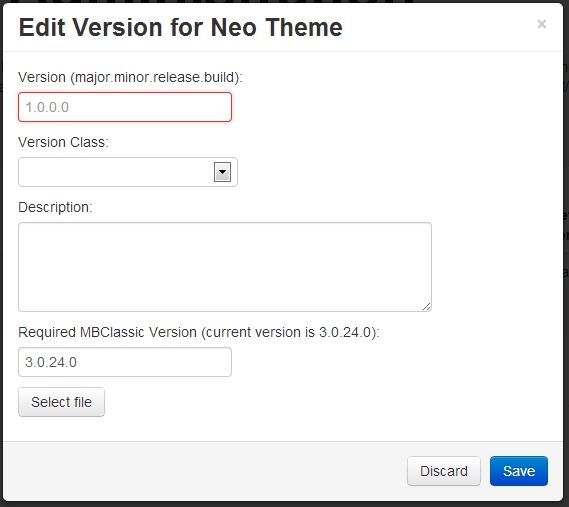 Edit Version for Neo Theme
×
Version (major.minor.release.build):
1.0.0.0
Version Class:
Description:
Required MBClassic Version (current version is 3.0.24.0):
3.0.24.0
Select file
Discard
Save